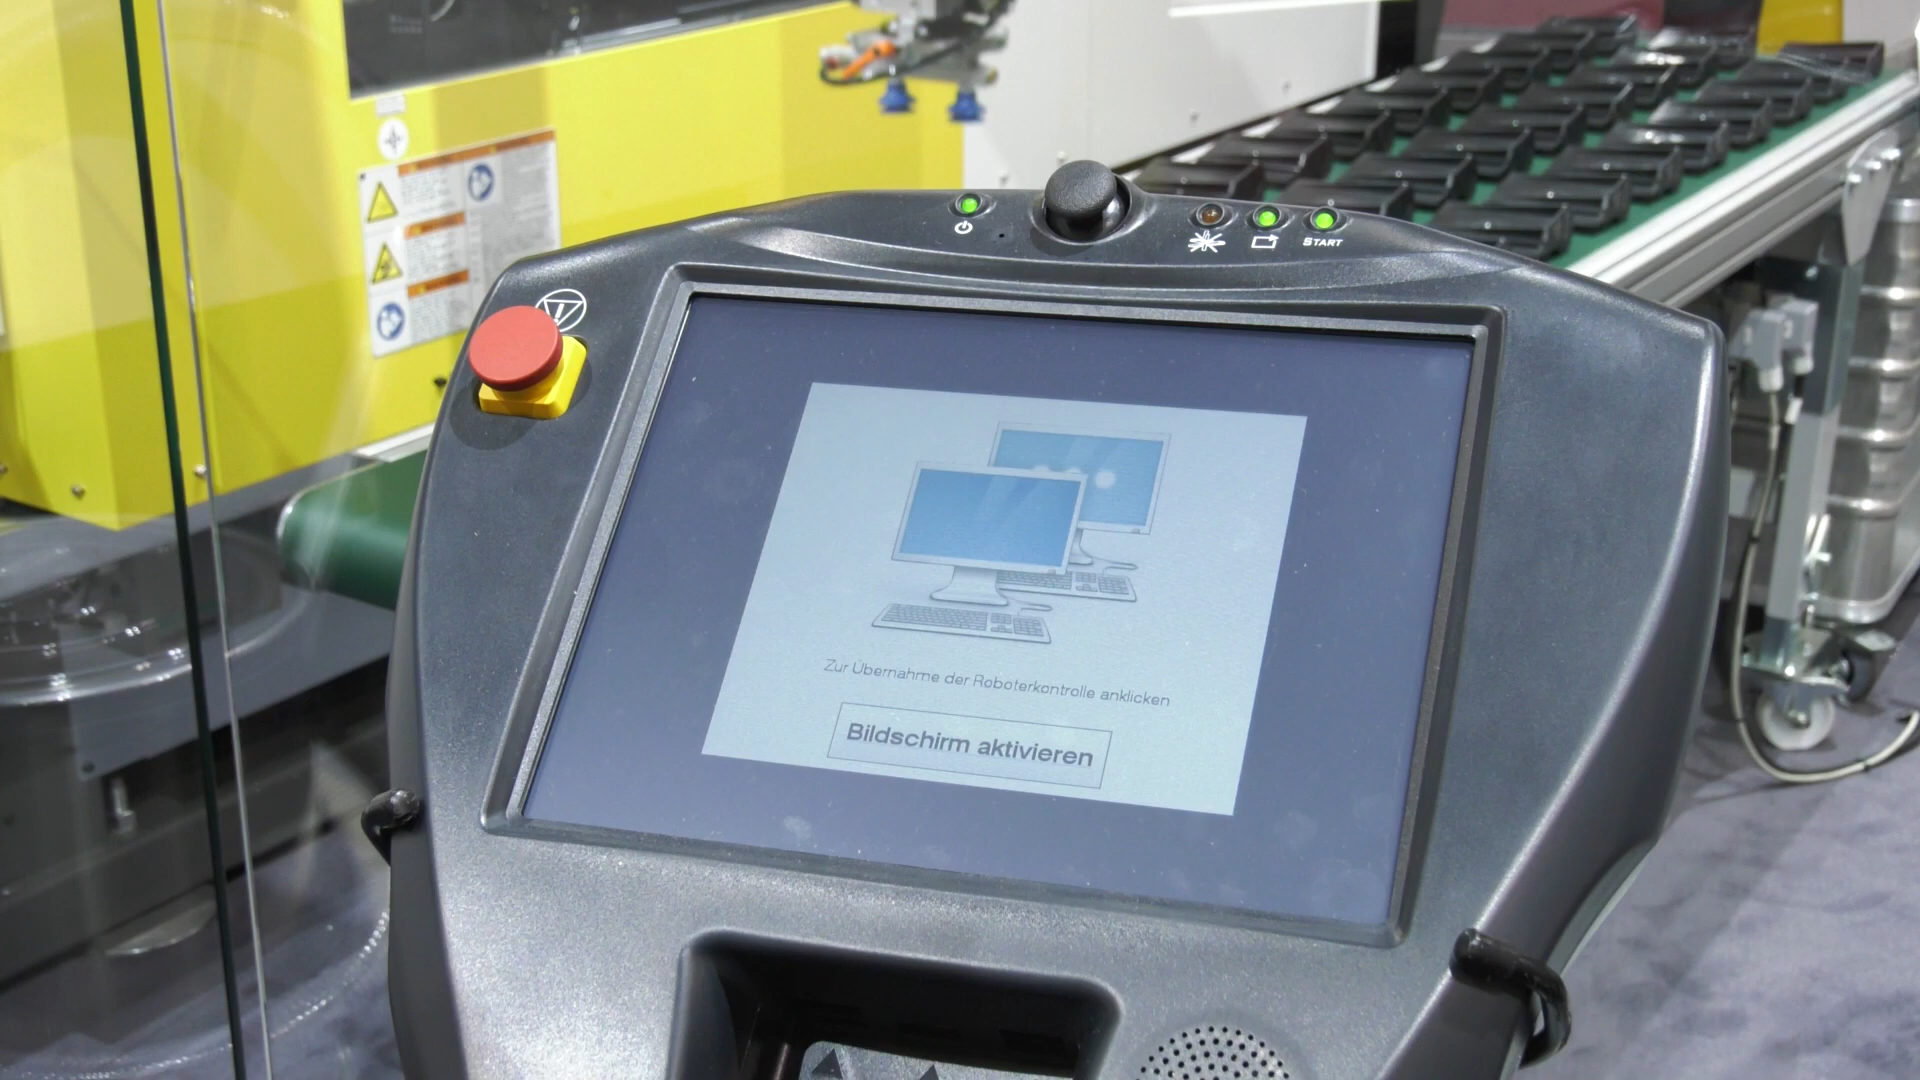 START
Zur Übernahme der Roboterkontrolle anklicken
Bildschirm aktivieren